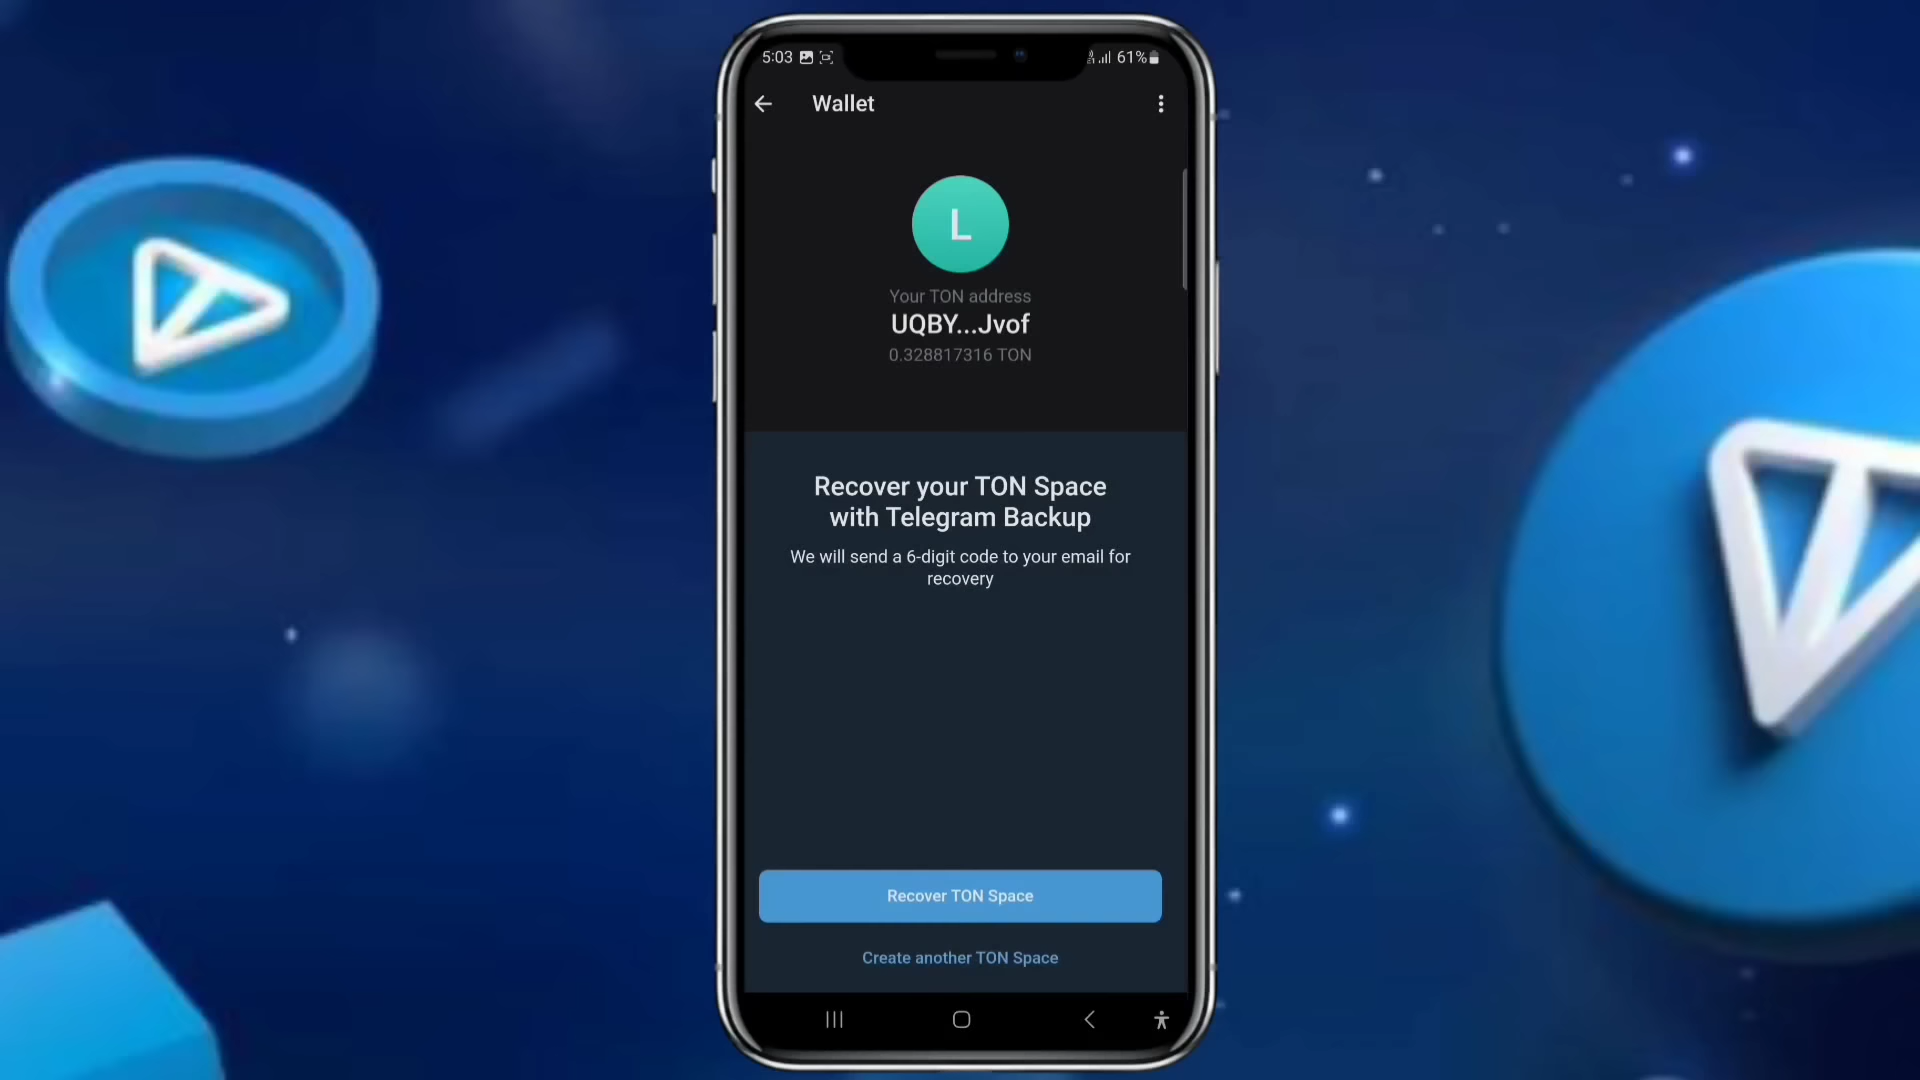 5:03
61%
Wallet
L
Your TON address
UQBY...Jvof
0.328817316 TON
Recover your TON Space
with Telegram Backup
We will send a 6-digit code to your email for
recovery
Recover TON Space
Create another TON Space